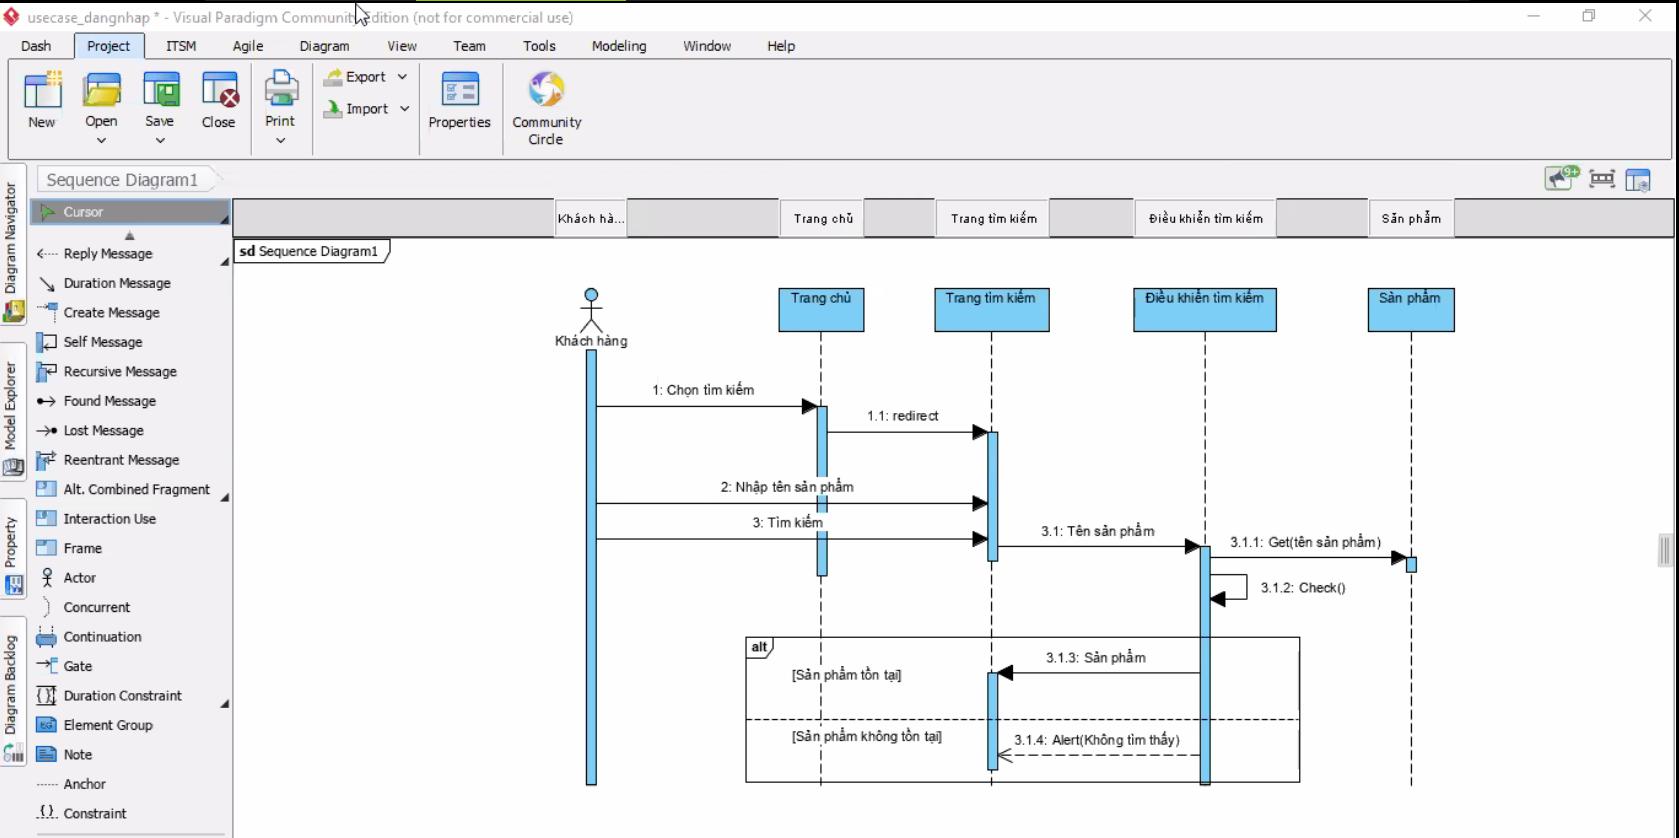 usecase_dangnhap * - Visual Paradigm Community Edition (not for commercial use)
Dash Project ITSM Agile Diagram View Team Tools Modeling Window Help
New Open Save Close Print Export Import Properties Community Circle
Sequence Diagram1
9+
Diagram Navigator
Model Explorer
Property
Diagram Backlog
Cursor
Reply Message
Duration Message
Create Message
Self Message
Recursive Message
Found Message
Lost Message
Reentrant Message
Alt. Combined Fragment
Interaction Use
Frame
Actor
Concurrent
Continuation
Gate
Duration Constraint
Element Group
Note
Anchor
Constraint
Khách hà... Trang chủ Trang tìm kiếm Điều khiển tìm kiếm Sản phẩm
sd Sequence Diagram1
Trang chủ Trang tìm kiếm Điều khiển tìm kiếm Sản phẩm
Khách hàng
1: Chọn tìm kiếm
1.1: redirect
2: Nhập tên sản phẩm
3: Tìm kiếm
3.1: Tên sản phẩm
3.1.1: Get(tên sản phẩm)
3.1.2: Check()
alt
3.1.3: Sản phẩm
[Sản phẩm tồn tại]
[Sản phẩm không tồn tại]
3.1.4: Alert(Không tìm thấy)